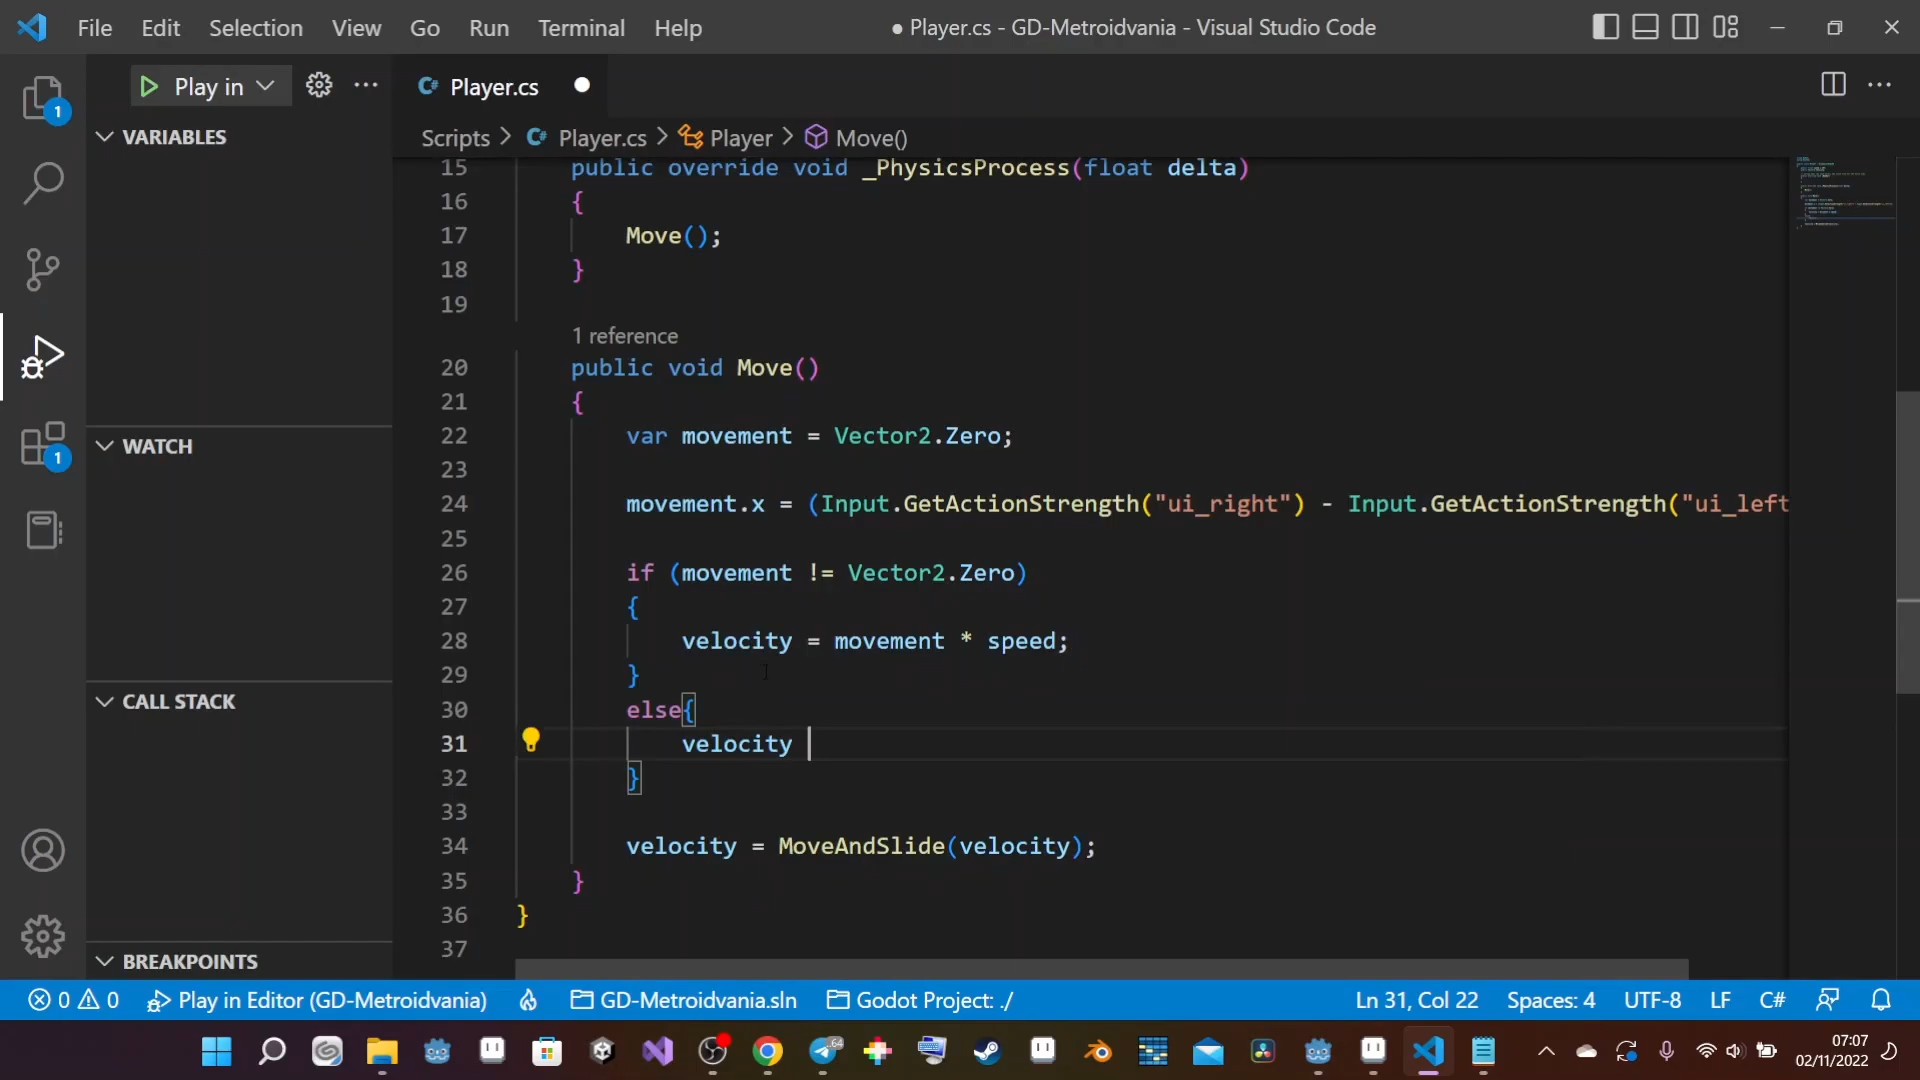 File Edit Selection View Go Run Terminal Help ● Player.cs - GD-Metroidvania - Visual Studio Code
Play in
Player.cs
1
VARIABLES
Scripts > Player.cs > Player > Move()
15 public override void _PhysicsProcess(float delta)
16 {
17 Move();
18 }
19
1 reference
20 public void Move()
21 {
22 var movement = Vector2.Zero;
WATCH
1
23
24 movement.x = (Input.GetActionStrength("ui_right") - Input.GetActionStrength("ui_left
25
26 if (movement != Vector2.Zero)
27 {
28 velocity = movement * speed;
29 }
CALL STACK
30 else{
31 velocity
32 }
33
34 velocity = MoveAndSlide(velocity);
35 }
36 }
37
BREAKPOINTS
0 0 Play in Editor (GD-Metroidvania) GD-Metroidvania.sln Godot Project: ./ Ln 31, Col 22 Spaces: 4 UTF-8 LF C#
64
07:07
02/11/2022